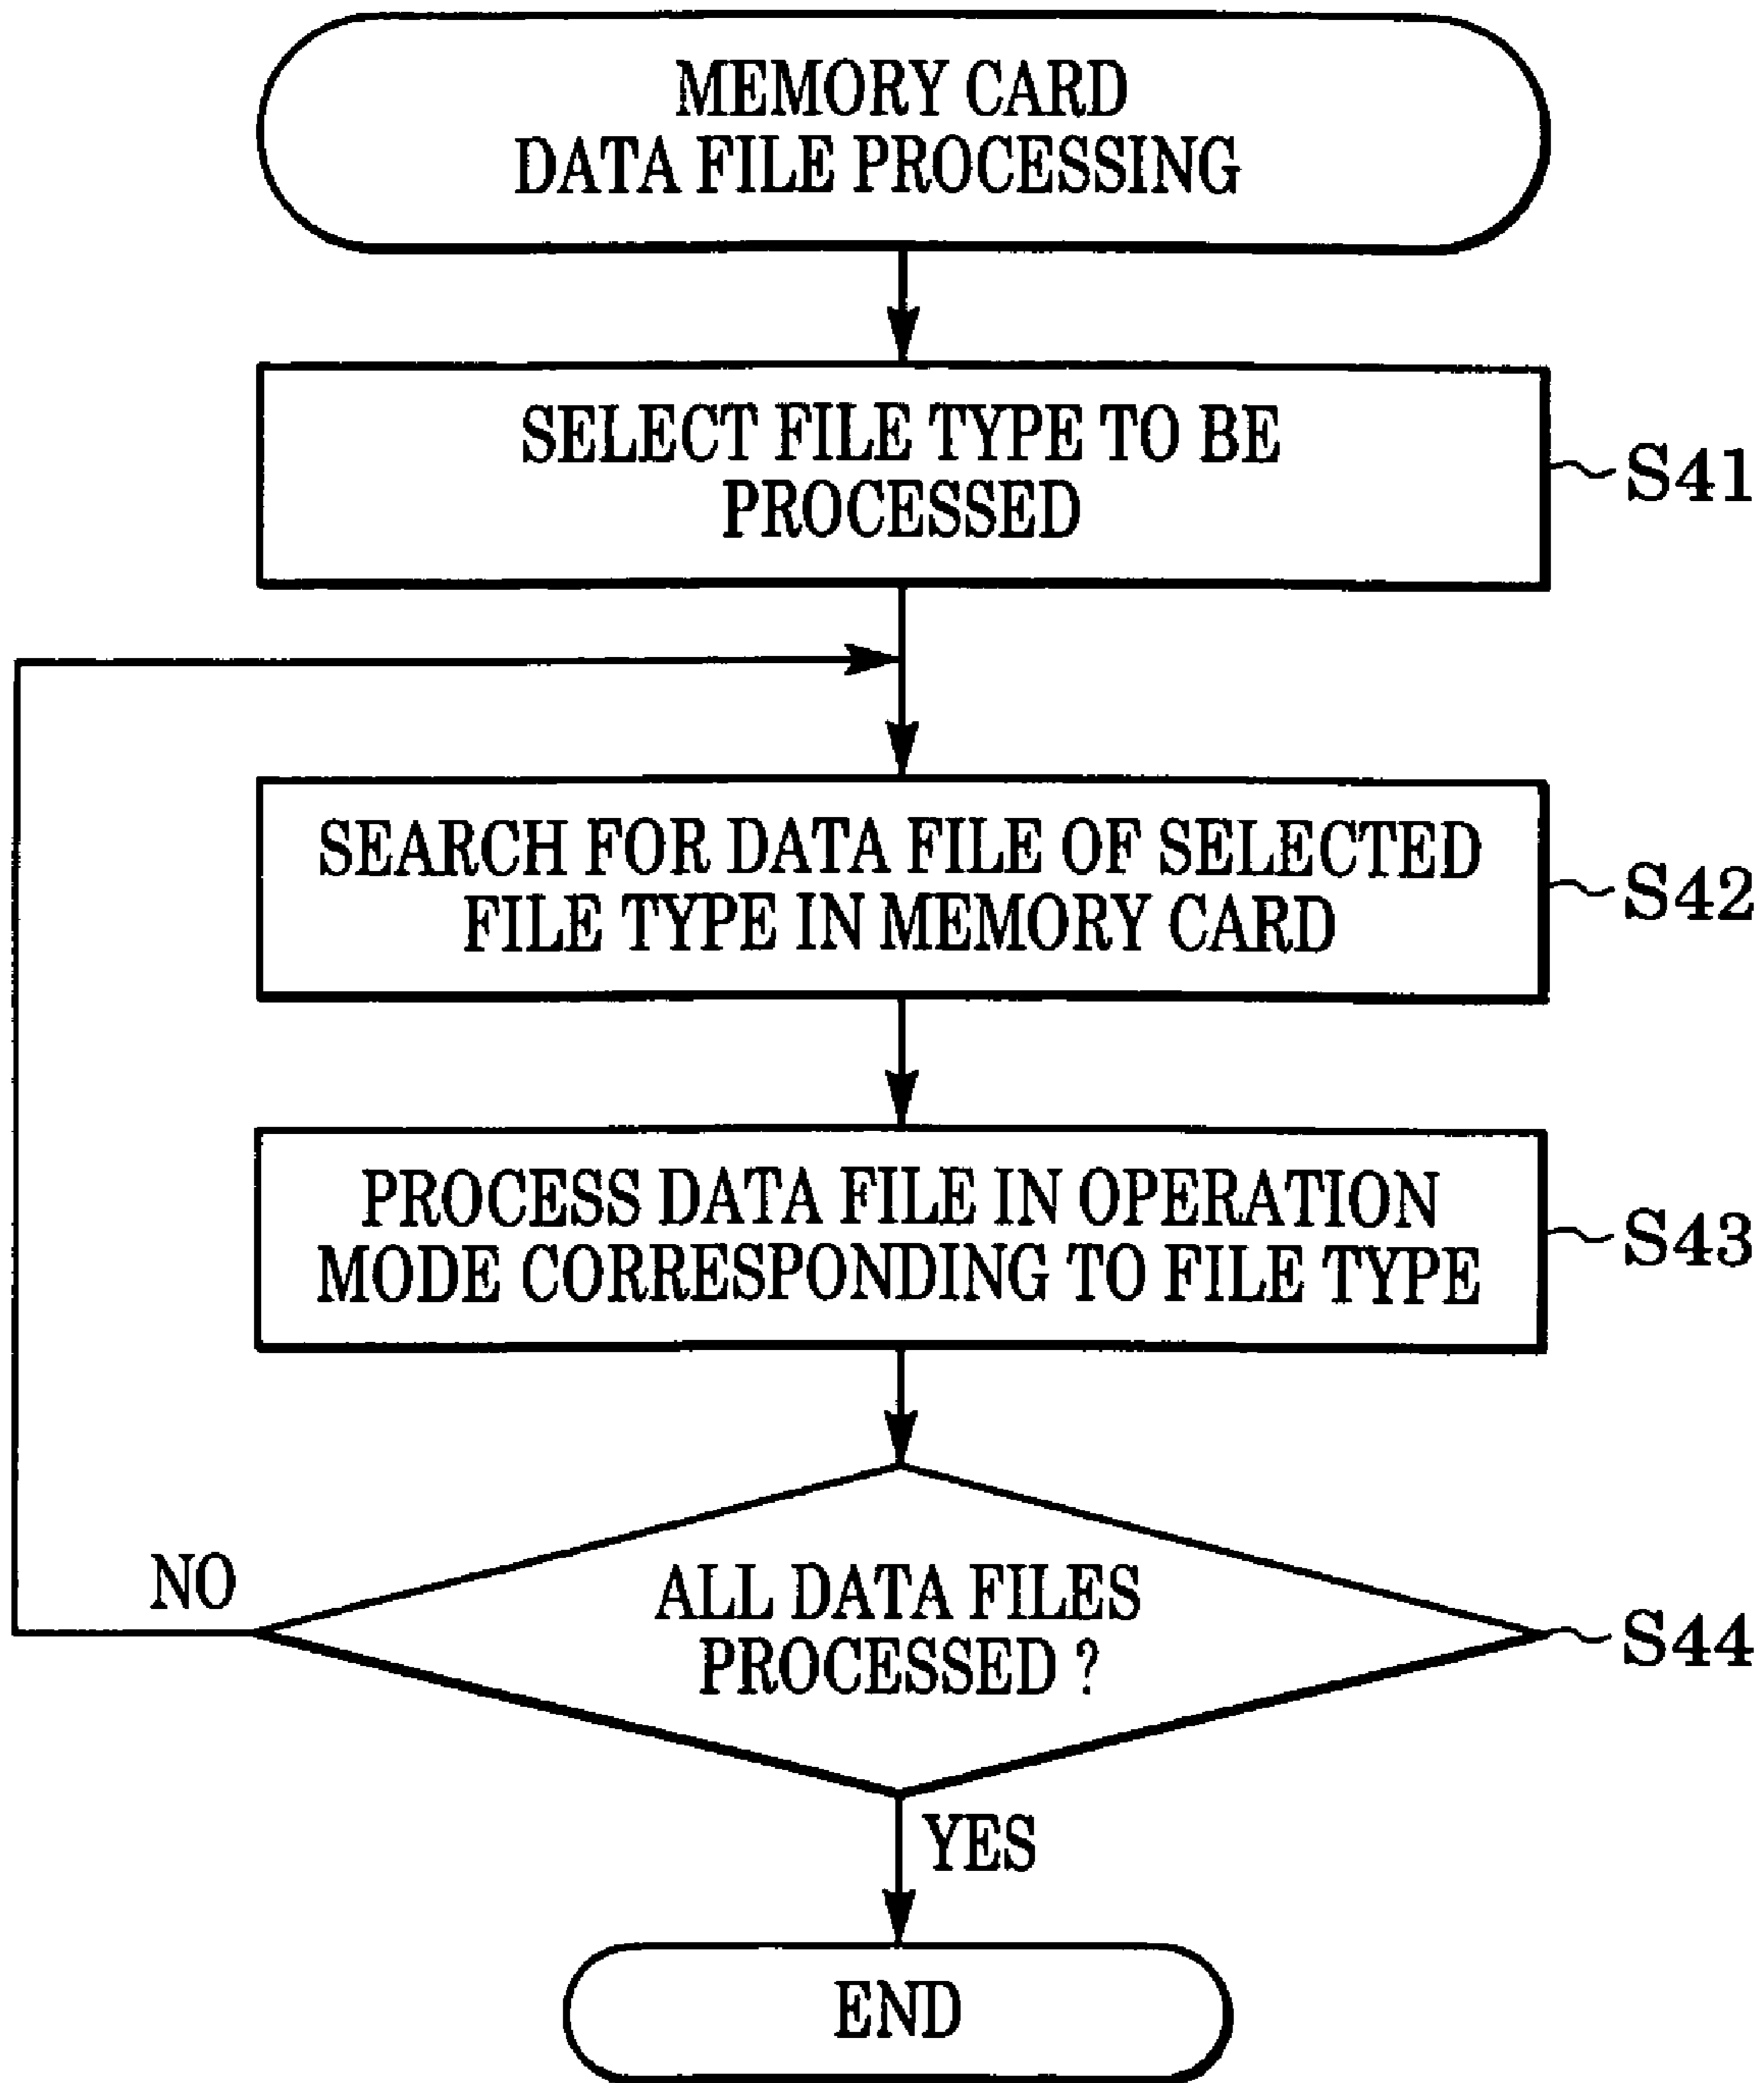 MEMORY CARD
DATA FILE PROCESSING
SELECT FILE TYPE TO BE
PROCESSED
S41
SEARCH FOR DATA FILE OF SELECTED
FILE TYPE IN MEMORY CARD
S42
PROCESS DATA FILE IN OPERATION
MODE CORRESPONDING TO FILE TYPE
S43
NO
ALL DATA FILES
PROCESSED ?
S44
YES
END